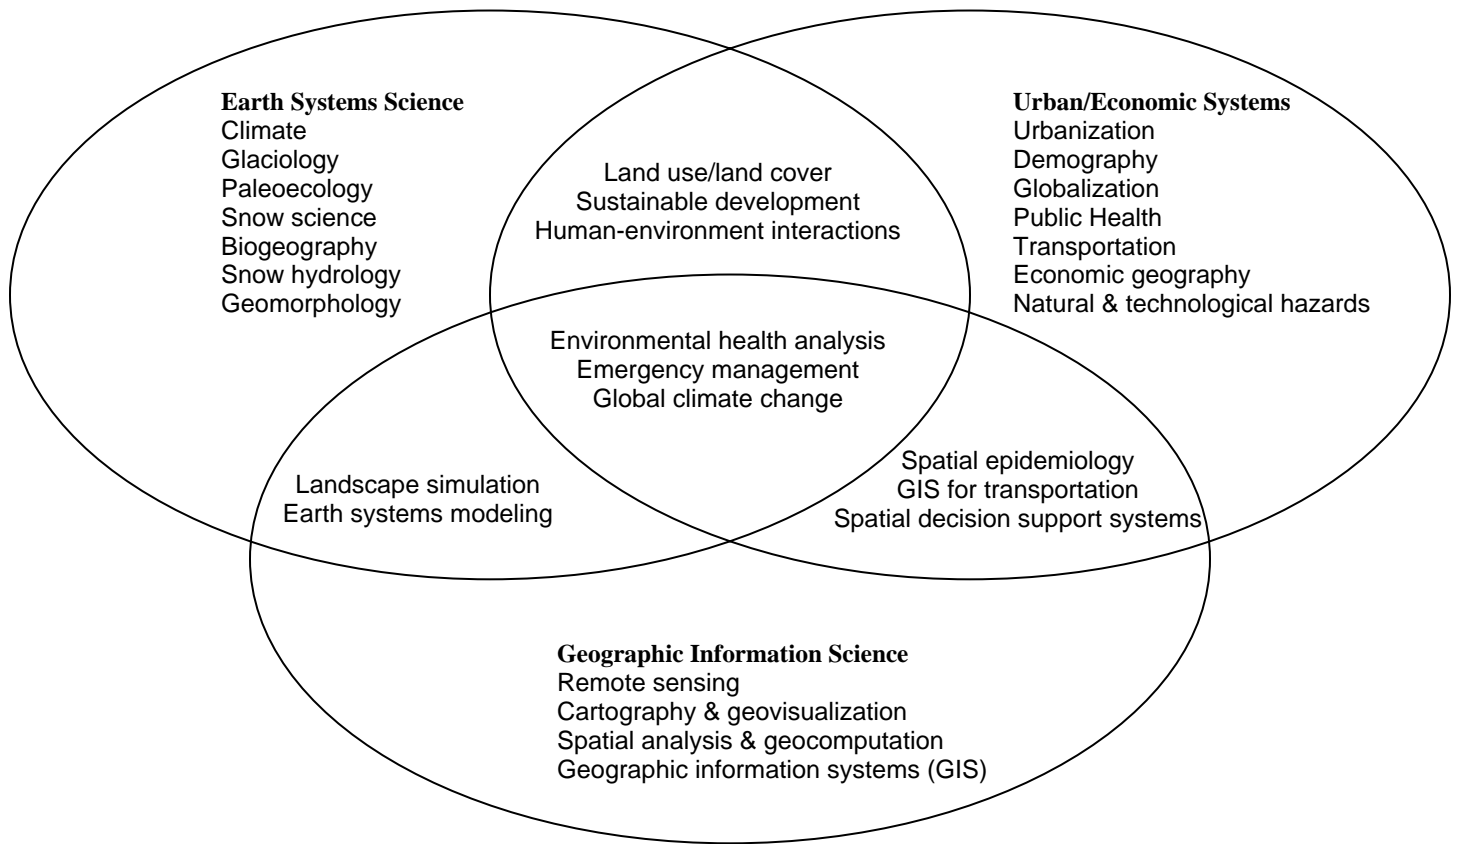 Earth Systems Science
Climate
Glaciology
Paleoecology
Snow science
Biogeography
Snow hydrology
Geomorphology
Land use/land cover
Sustainable development
Human-environment interactions
Urban/Economic Systems
Urbanization
Demography
Globalization
Public Health
Transportation
Economic geography
Natural & technological hazards
Environmental health analysis
Emergency management
Global climate change
Landscape simulation
Earth systems modeling
Spatial epidemiology
GIS for transportation
Spatial decision support systems
Geographic Information Science
Remote sensing
Cartography & geovisualization
Spatial analysis & geocomputation
Geographic information systems (GIS)